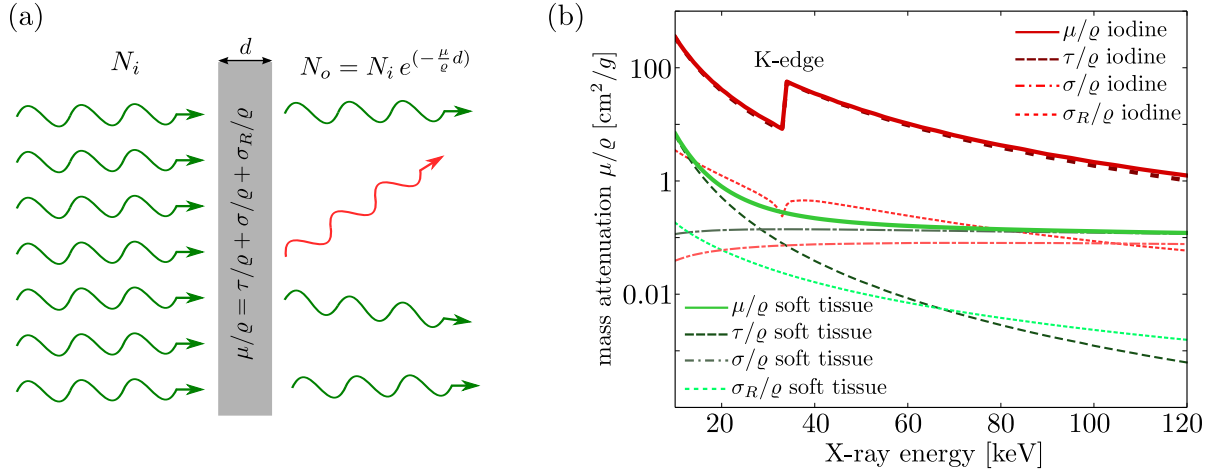 (a)
d
N_i
N_o = N_i e^{(-\frac{μ}{ϱ}d)}
μ/ϱ = τ/ϱ + σ/ϱ + σ_R/ϱ
(b)
μ/ϱ iodine
τ/ϱ iodine
σ/ϱ iodine
σ_R/ϱ iodine
K-edge
100
1
0.01
mass attenuation μ/ϱ [cm²/g]
μ/ϱ soft tissue
τ/ϱ soft tissue
σ/ϱ soft tissue
σ_R/ϱ soft tissue
20 40 60 80 100 120
X-ray energy [keV]